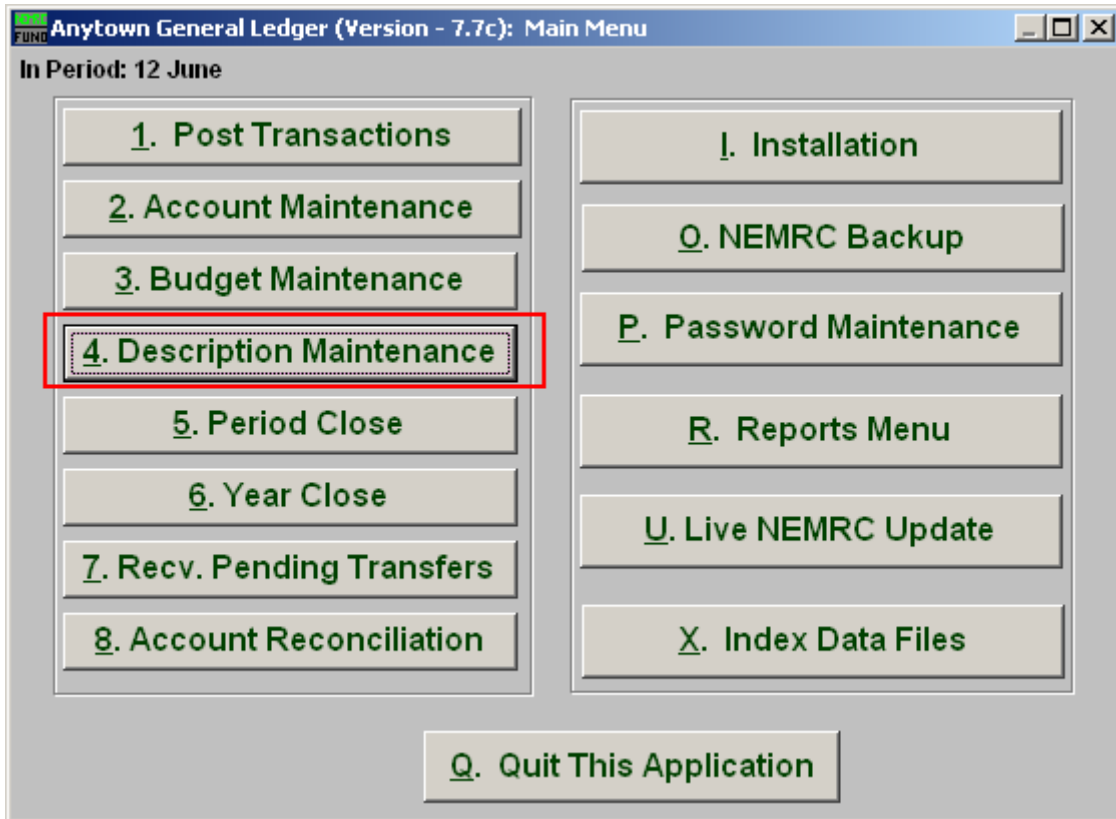 NEMRC
FUND
Anytown General Ledger (Version - 7.7c): Main Menu
In Period: 12 June
1. Post Transactions
2. Account Maintenance
3. Budget Maintenance
4. Description Maintenance
5. Period Close
6. Year Close
7. Recv. Pending Transfers
8. Account Reconciliation
I. Installation
O. NEMRC Backup
P. Password Maintenance
R. Reports Menu
U. Live NEMRC Update
X. Index Data Files
Q. Quit This Application